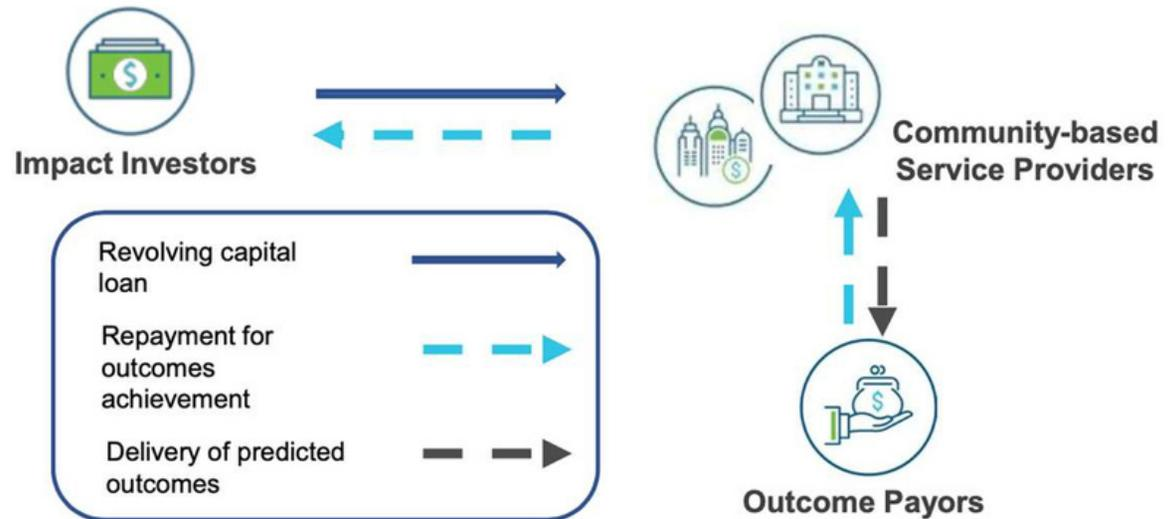 $
Impact Investors
$
Community-based
Service Providers
Revolving capital
loan
Repayment for
outcomes
achievement
Delivery of predicted
outcomes
$
Outcome Payors